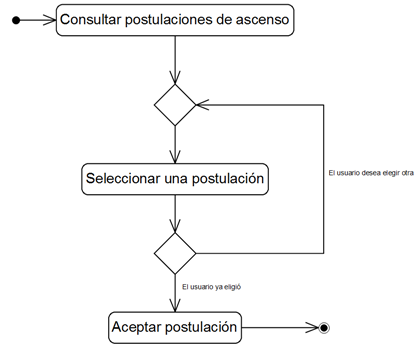 Consultar postulaciones de ascenso
Seleccionar una postulación
El usuario desea elegir otra
El usuario ya eligió
Aceptar postulación